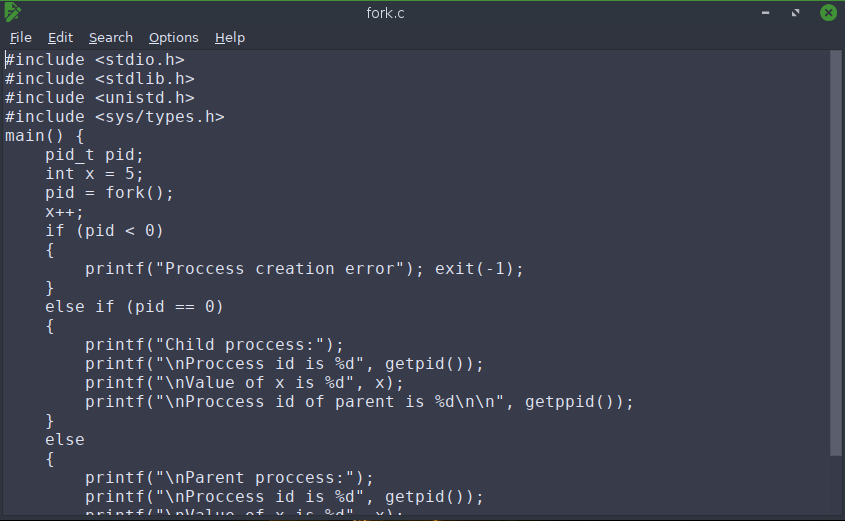 fork.c
File Edit Search Options Help
#include <stdio.h>
#include <stdlib.h>
#include <unistd.h>
#include <sys/types.h>
main() {
    pid_t pid;
    int x = 5;
    pid = fork();
    x++;
    if (pid < 0)
    {
        printf("Proccess creation error"); exit(-1);
    }
    else if (pid == 0)
    {
        printf("Child proccess:");
        printf("\nProccess id is %d", getpid());
        printf("\nValue of x is %d", x);
        printf("\nProccess id of parent is %d\n\n", getppid());
    }
    else
    {
        printf("\nParent proccess:");
        printf("\nProccess id is %d", getpid());
        printf("\nValue of x is %d", x);